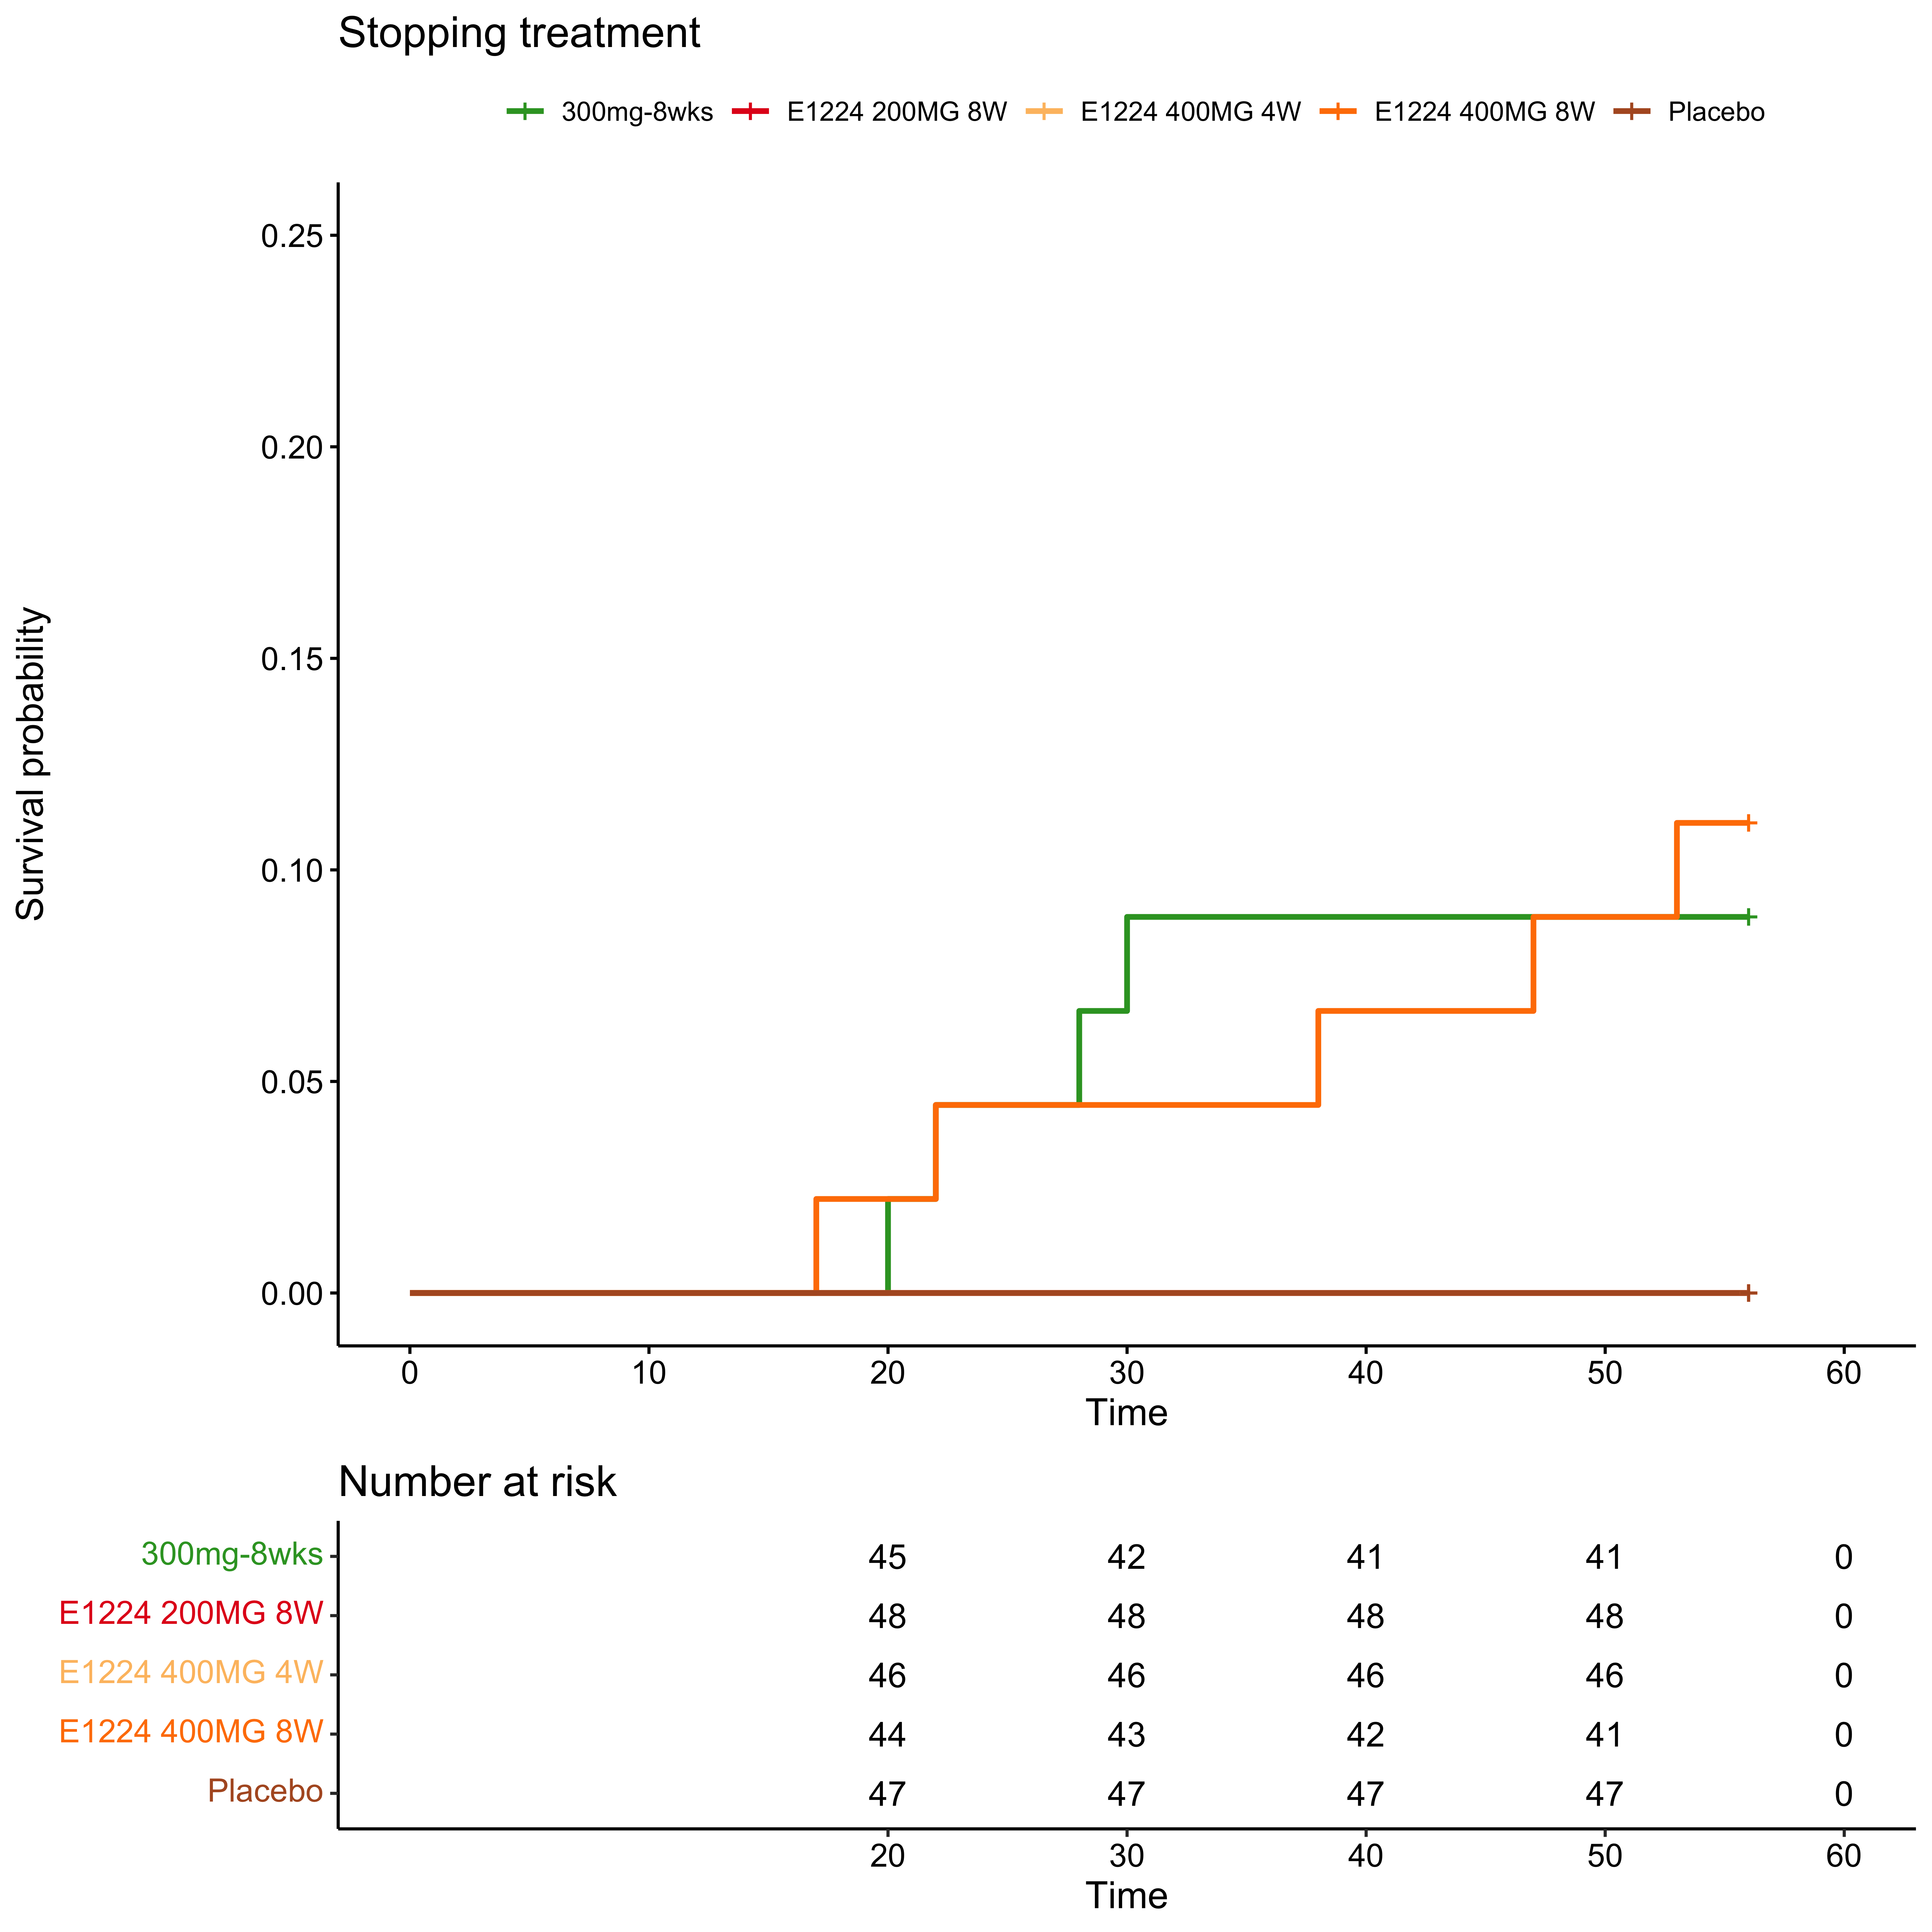 Stopping treatment
300mg-8wks E1224 200MG 8W E1224 400MG 4W E1224 400MG 8W Placebo
Survival probability
0.25
0.20
0.15
0.10
0.05
0.00
0 10 20 30 40 50 60
Time
Number at risk
300mg-8wks 45 42 41 41 0
E1224 200MG 8W 48 48 48 48 0
E1224 400MG 4W 46 46 46 46 0
E1224 400MG 8W 44 43 42 41 0
Placebo 47 47 47 47 0
20 30 40 50 60
Time